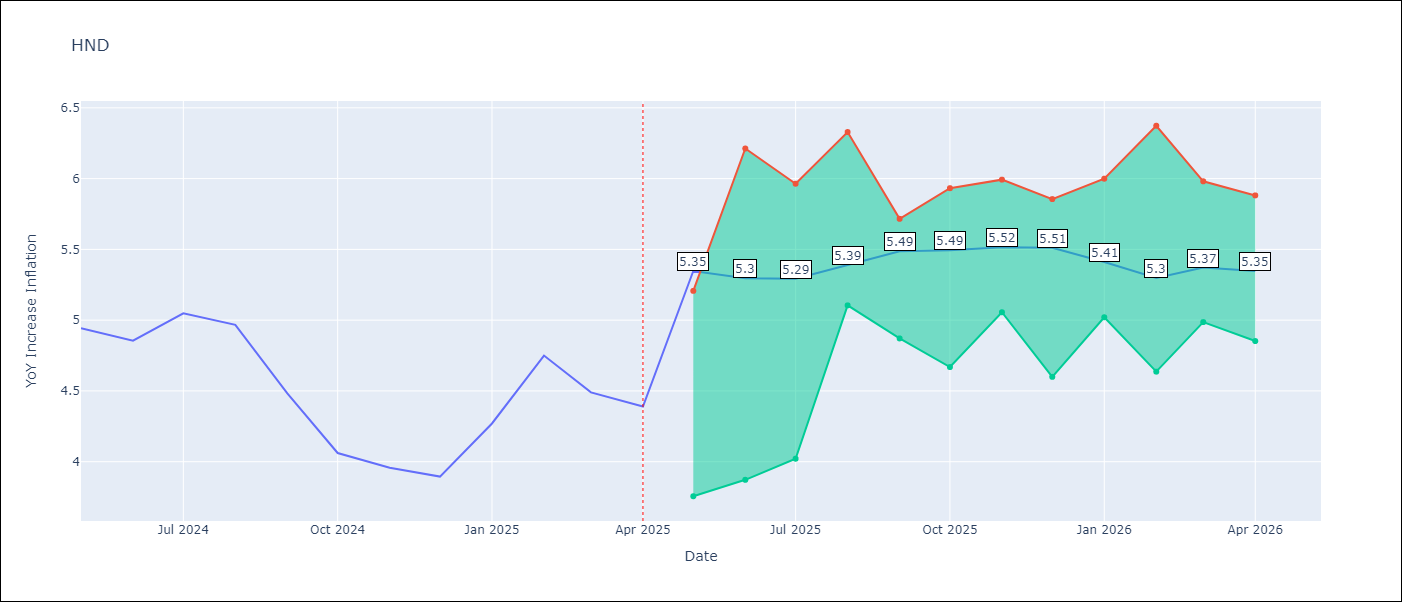 HND
6.5
6
5.5
5
4.5
4
YoY Increase Inflation
5.35
5.3
5.29
5.39
5.49
5.49
5.52
5.51
5.41
5.3
5.37
5.35
Jul 2024
Oct 2024
Jan 2025
Apr 2025
Jul 2025
Oct 2025
Jan 2026
Apr 2026
Date